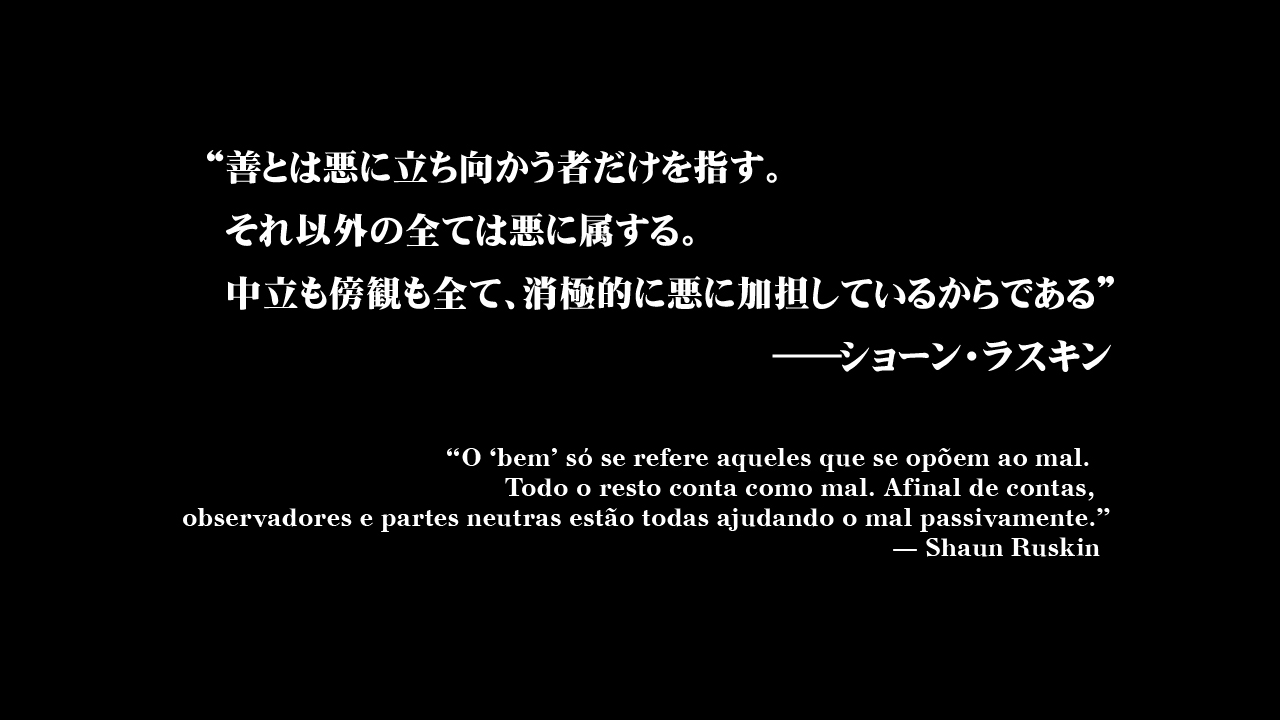 “善とは悪に立ち向かう者だけを指す。
それ以外の全ては悪に属する。
中立も傍観も全て、消極的に悪に加担しているからである”
──ショーン・ラスキン
“O ‘bem’ só se refere aqueles que se opõem ao mal.
Todo o resto conta como mal. Afinal de contas,
observadores e partes neutras estão todas ajudando o mal passivamente.”
— Shaun Ruskin